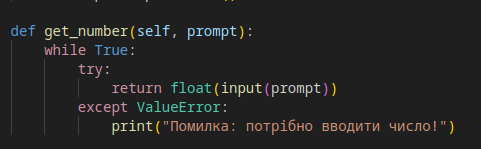 def get_number(self, prompt):
    while True:
        try:
            return float(input(prompt))
        except ValueError:
            print("Помилка: потрібно вводити число!")